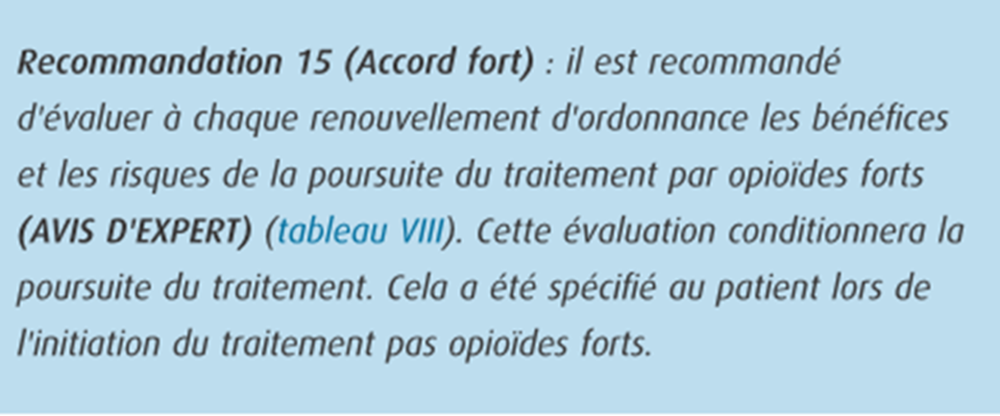 Recommandation 15 (Accord fort) : il est recommandé
d'évaluer à chaque renouvellement d'ordonnance les bénéfices
et les risques de la poursuite du traitement par opioïdes forts
(AVIS D'EXPERT) (tableau VIII). Cette évaluation conditionnera la
poursuite du traitement. Cela a été spécifié au patient lors de
l'initiation du traitement pas opioïdes forts.